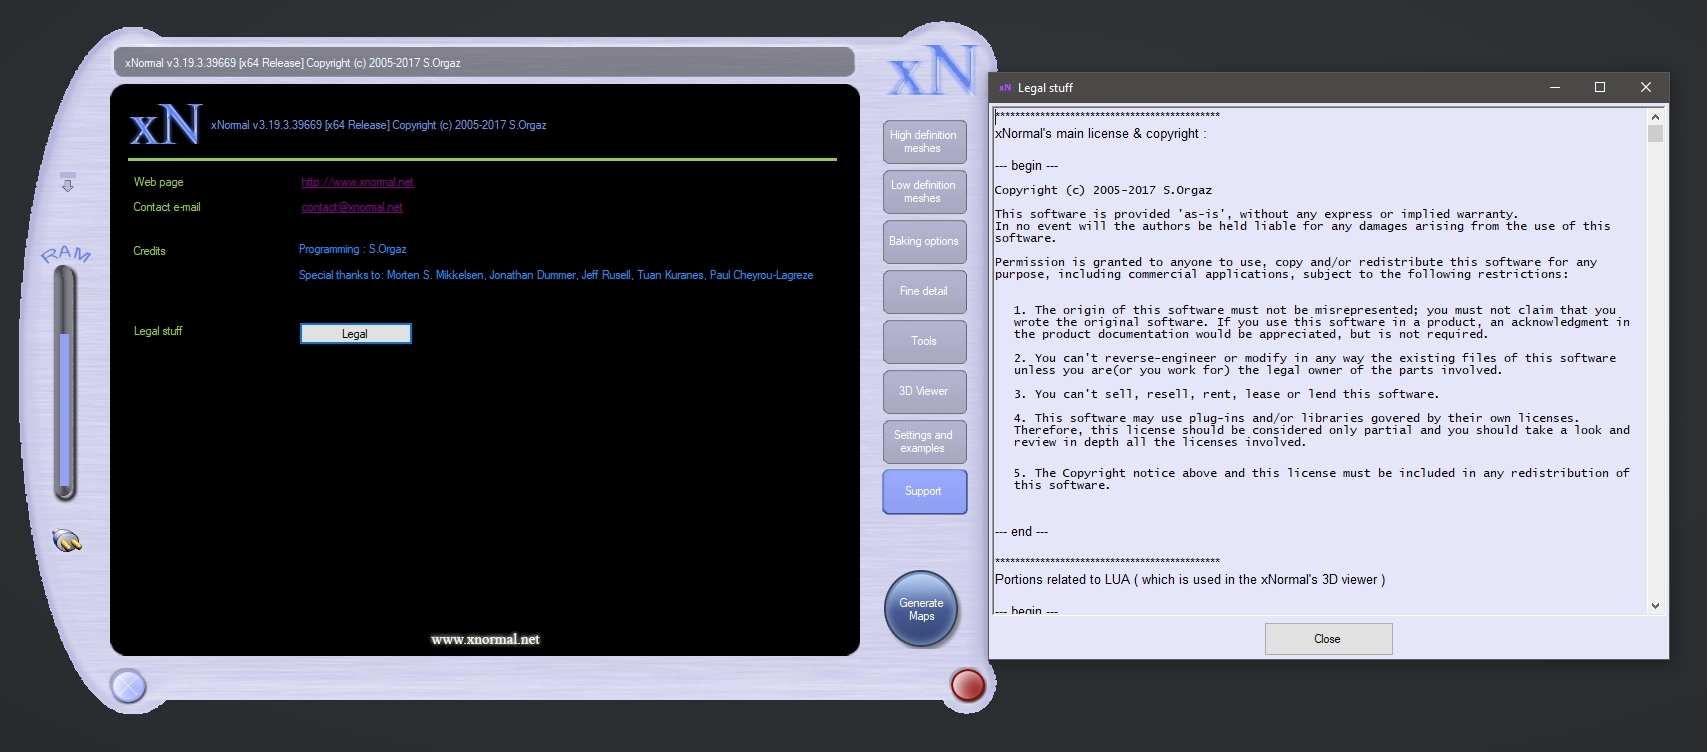 xNormal v3.19.3.39669 [x64 Release] Copyright (c) 2005-2017 S.Orgaz
xN
xN
xNormal v3.19.3.39669 [x64 Release] Copyright (c) 2005-2017 S.Orgaz
Web page
http://www.xnormal.net
Contact e-mail
contact@xnormal.net
Credits
Programming : S.Orgaz
Special thanks to: Morten S. Mikkelsen, Jonathan Dummer, Jeff Rusell, Tuan Kuranes, Paul Cheyrou-Lagreze
Legal stuff
Legal
www.xnormal.net
RAM
High definition
meshes
Low definition
meshes
Baking options
Fine detail
Tools
3D Viewer
Settings and
examples
Support
Generate
Maps
xN Legal stuff
*********************************************
xNormal's main license & copyright :
--- begin ---
Copyright (c) 2005-2017 S.Orgaz
This software is provided 'as-is', without any express or implied warranty.
In no event will the authors be held liable for any damages arising from the use of this
software.
Permission is granted to anyone to use, copy and/or redistribute this software for any
purpose, including commercial applications, subject to the following restrictions:
1. The origin of this software must not be misrepresented; you must not claim that you
wrote the original software. If you use this software in a product, an acknowledgment in
the product documentation would be appreciated, but is not required.
2. You can't reverse-engineer or modify in any way the existing files of this software
unless you are(or you work for) the legal owner of the parts involved.
3. You can't sell, resell, rent, lease or lend this software.
4. This software may use plug-ins and/or libraries govered by their own licenses.
Therefore, this license should be considered only partial and you should take a look and
review in depth all the licenses involved.
5. The Copyright notice above and this license must be included in any redistribution of
this software.
--- end ---
*********************************************
Portions related to LUA ( which is used in the xNormal's 3D viewer )
--- begin ---
Close